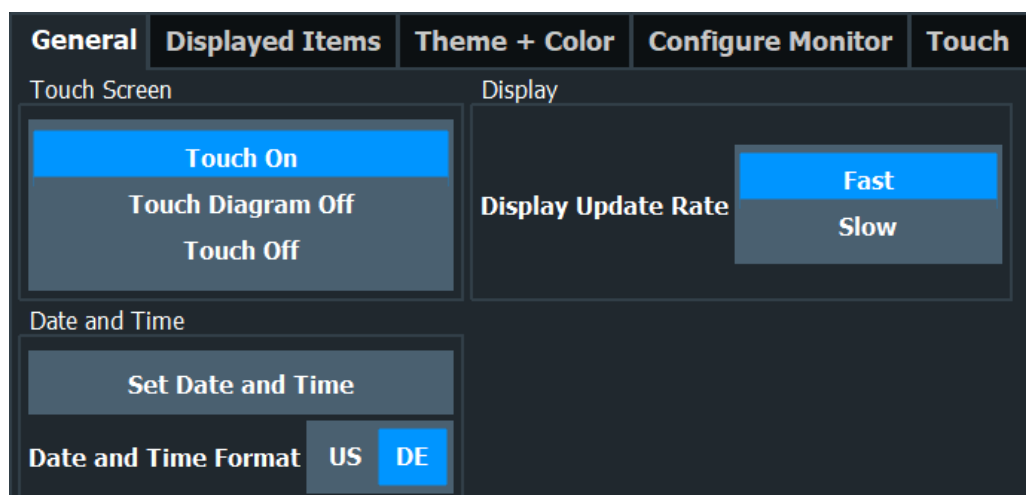 General Displayed Items Theme + Color Configure Monitor Touch
Touch Screen
Touch On
Touch Diagram Off
Touch Off
Display
Display Update Rate
Fast
Slow
Date and Time
Set Date and Time
Date and Time Format US DE